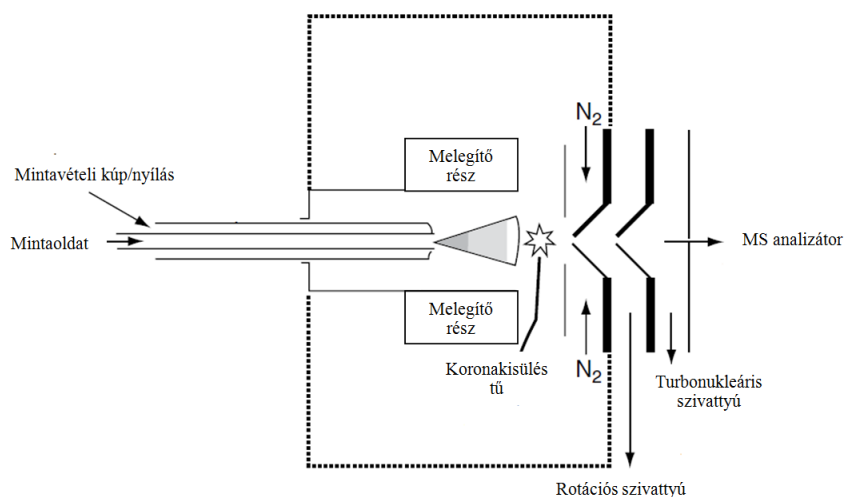 N2
Melegítő
rész
Mintavételi kúp/nyílás
Mintaoldat
MS analizátor
Melegítő
rész
Koronakisülés
tű
N2
Turbonukleáris
szivattyú
Rotációs szivattyú